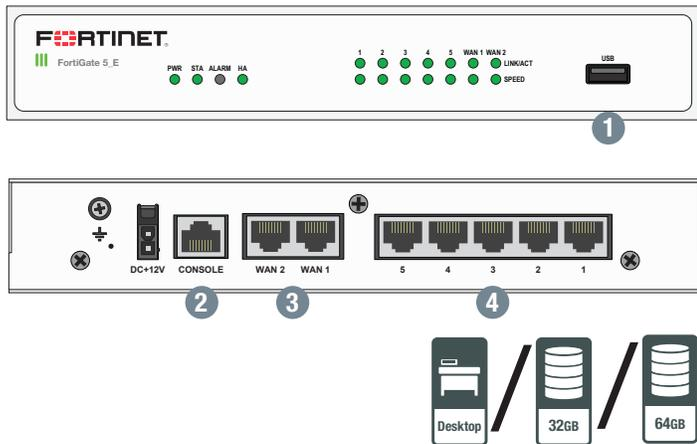 FORTINET
FortiGate 5_E
PWR STA ALARM HA
1 2 3 4 5 WAN 1 WAN 2
LINK/ACT
SPEED
USB
1
DC+12V CONSOLE WAN 2 WAN 1 5 4 3 2 1
2 3 4
Desktop 32GB 64GB